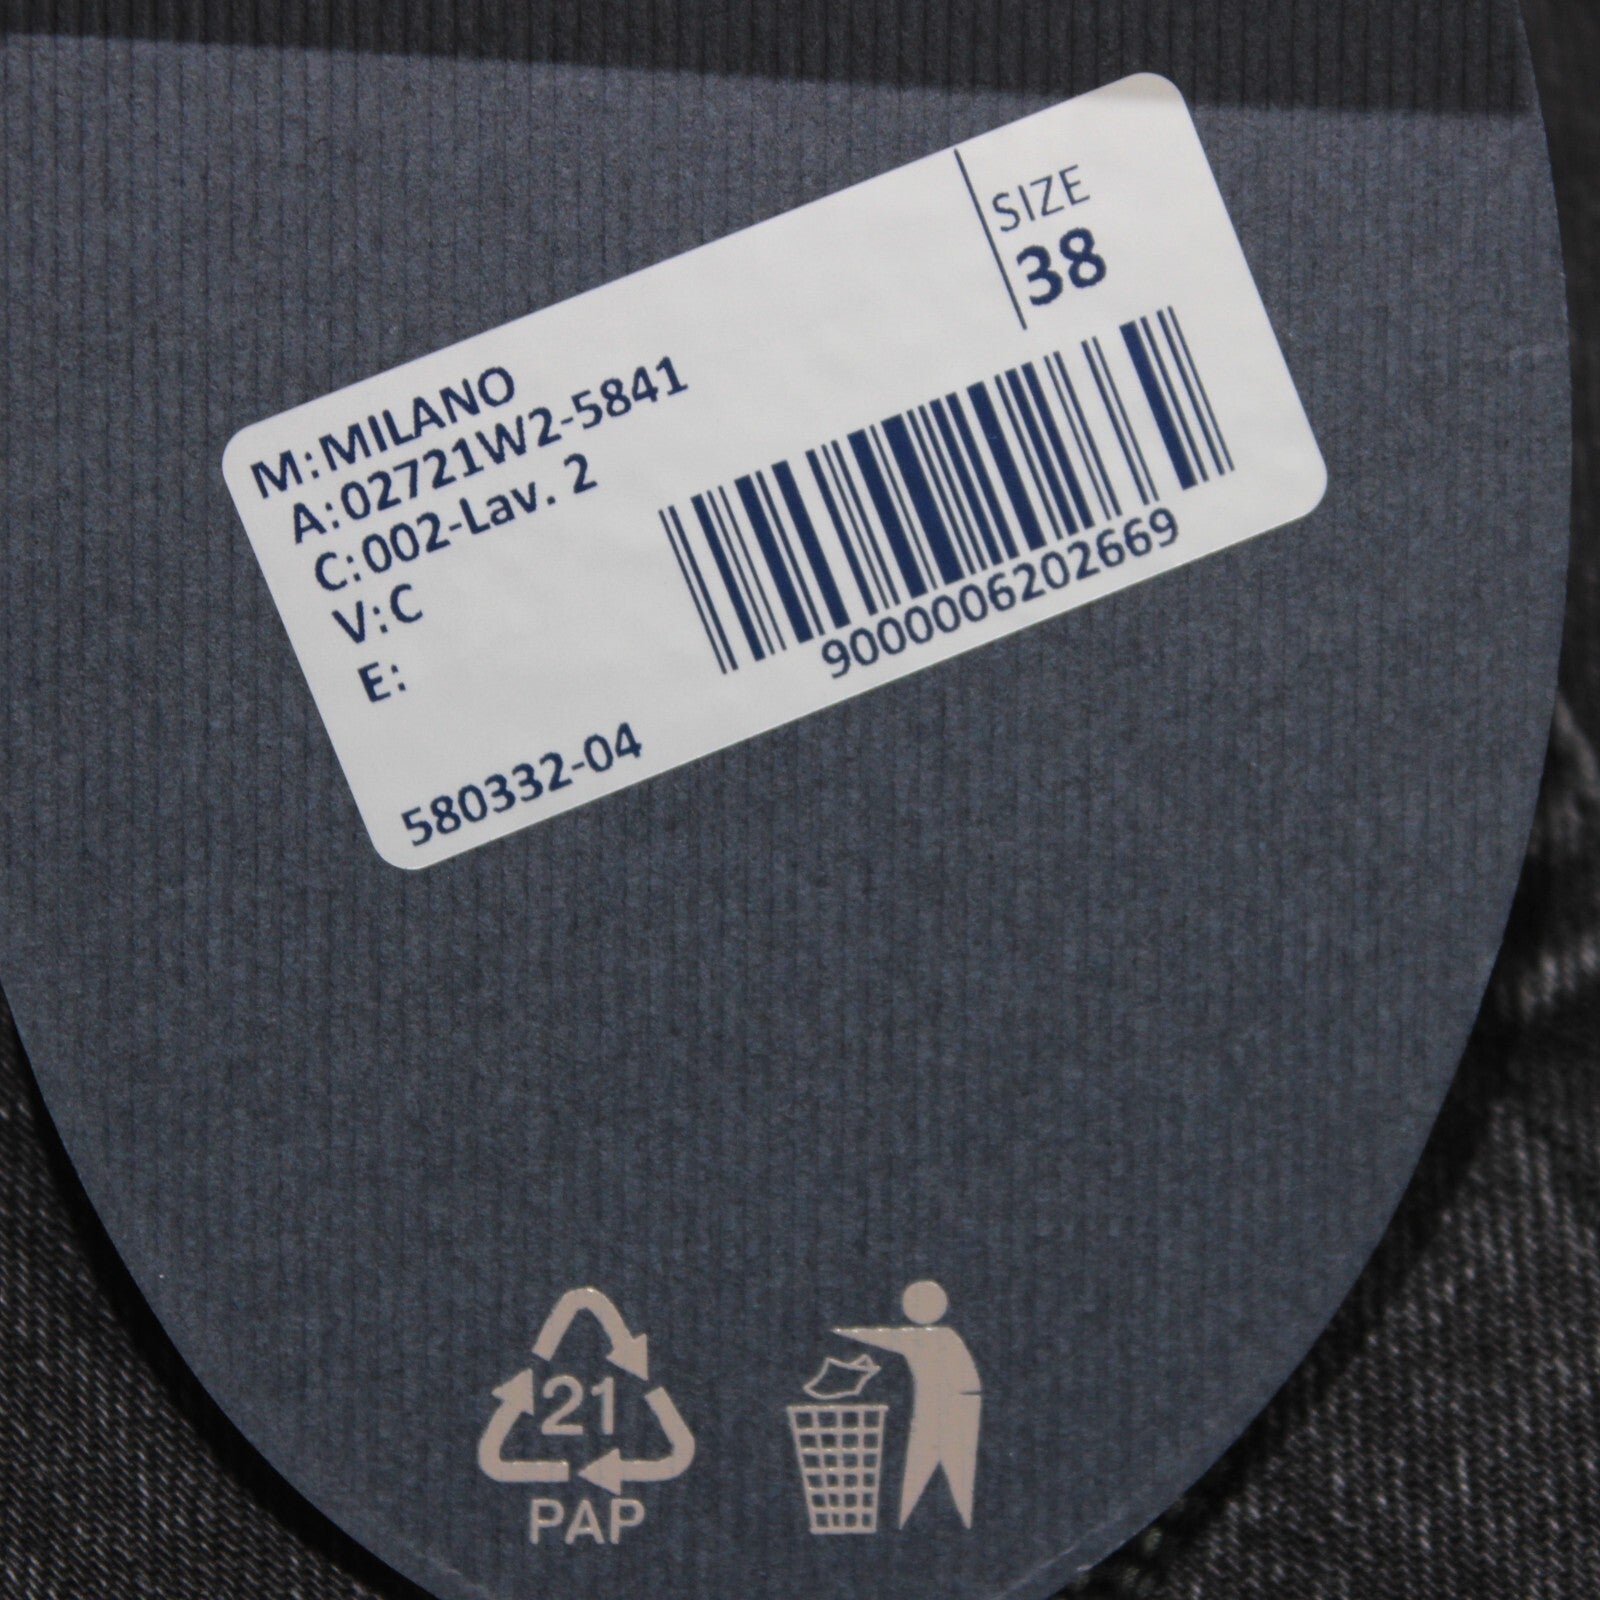 M:MILANO
A:02721W2-5841
C:002-Lav. 2
V:C
E:
580332-04
SIZE
38
9000006202669
21
PAP